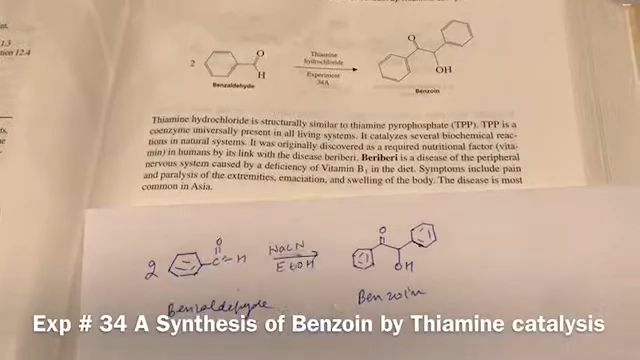 1.3
tion 12.4
2
O
H
Benzaldehyde
Thiamine
hydrochloride
Experiment
34A
O
OH
Benzoin
Thiamine hydrochloride is structurally similar to thiamine pyrophosphate (TPP). TPP is a
coenzyme universally present in all living systems. It catalyzes several biochemical reac-
tions in natural systems. It was originally discovered as a required nutritional factor (vita-
min) in humans by its link with the disease beriberi. Beriberi is a disease of the peripheral
nervous system caused by a deficiency of Vitamin B₁ in the diet. Symptoms include pain
and paralysis of the extremities, emaciation, and swelling of the body. The disease is most
common in Asia.
2
O
C-H
NaCN
EtOH
O
OH
Benzaldehyde
Benzoin
Exp # 34 A Synthesis of Benzoin by Thiamine catalysis